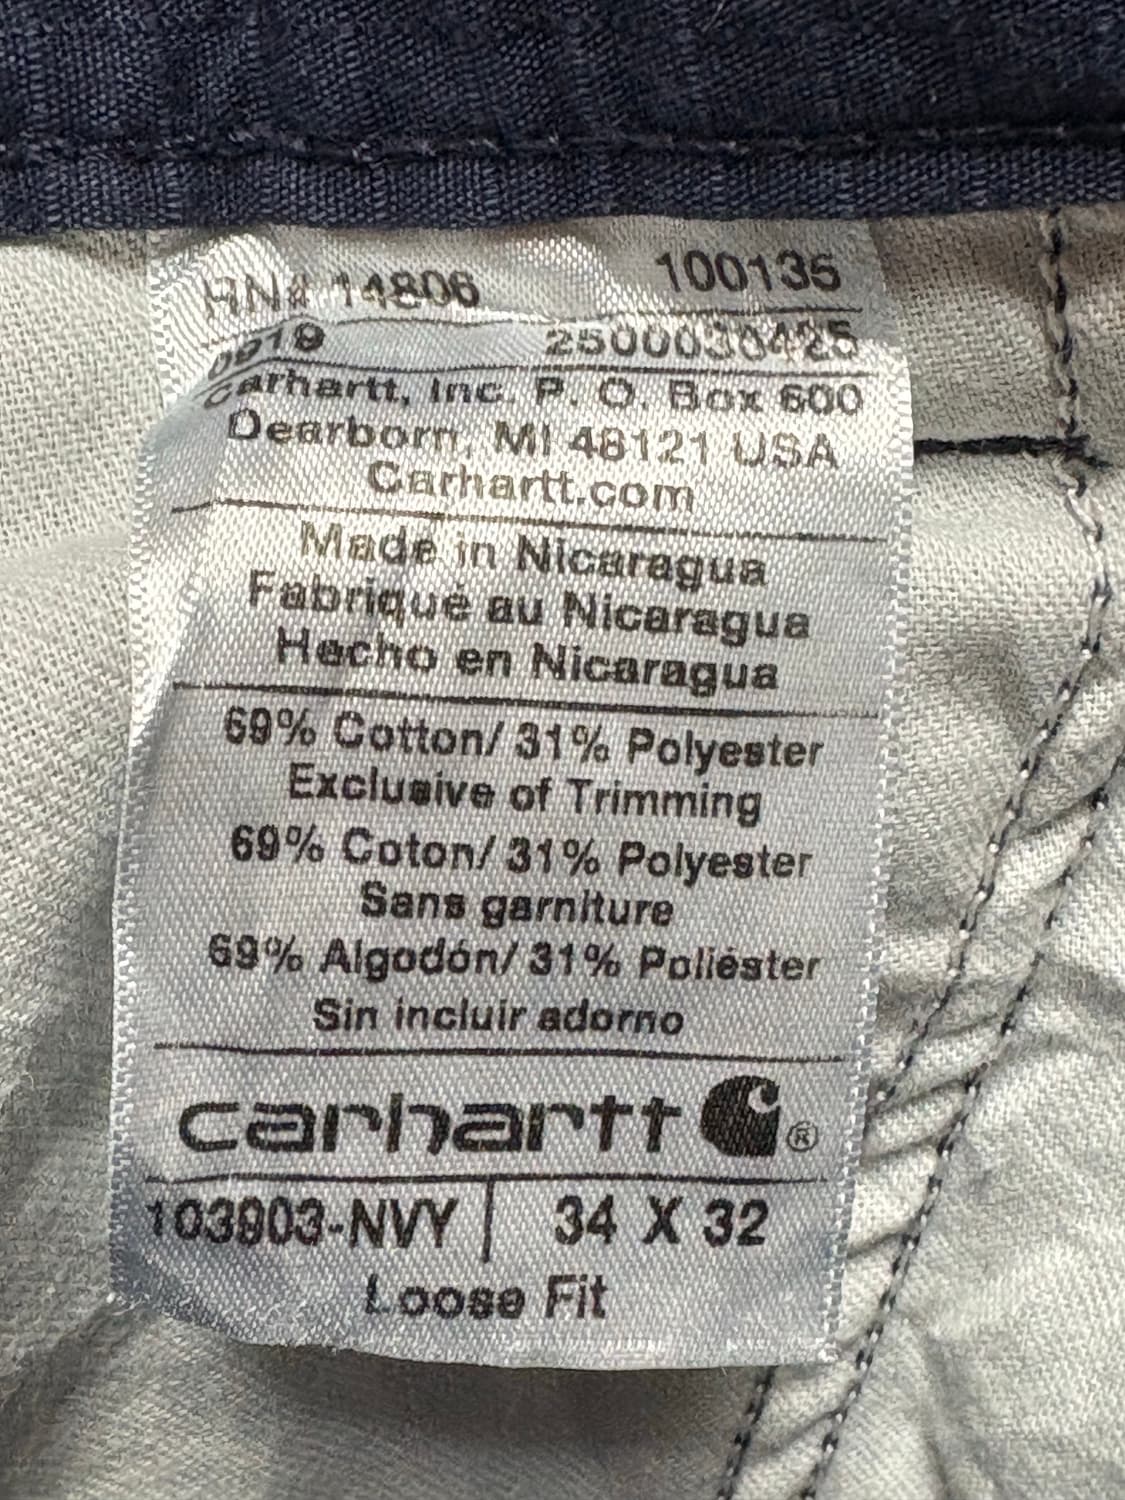 RN# 14806 100135
0919 2500030425
Carhartt, Inc. P. O. Box 600
Dearborn, MI 48121 USA
Carhartt.com
Made in Nicaragua
Fabriqué au Nicaragua
Hecho en Nicaragua
69% Cotton/ 31% Polyester
Exclusive of Trimming
69% Coton/ 31% Polyester
Sans garniture
69% Algodón/ 31% Poliéster
Sin incluir adorno
carhartt ®
103903-NVY | 34 X 32
Loose Fit